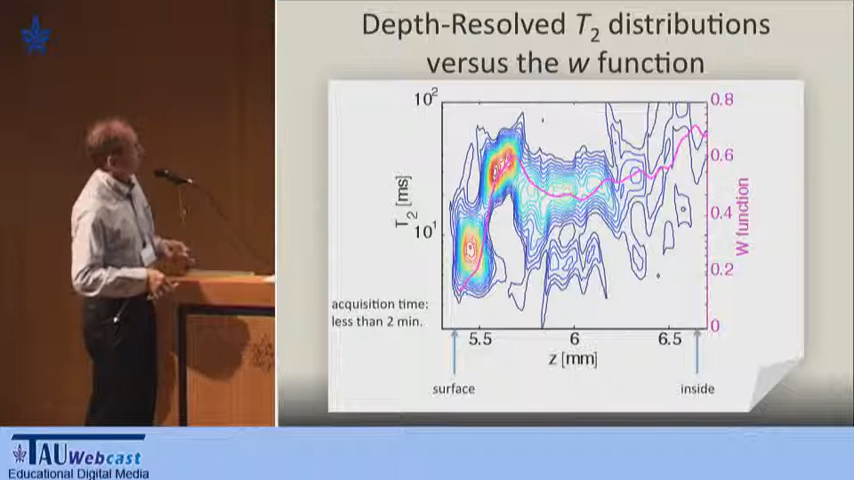 Depth-Resolved T2 distributions
versus the w function
10²
T2 [ms]
10¹
0.8
0.6
0.4
0.2
0
W function
acquisition time:
less than 2 min.
5.5
6
6.5
z [mm]
surface
inside
TAU Webcast
Educational Digital Media